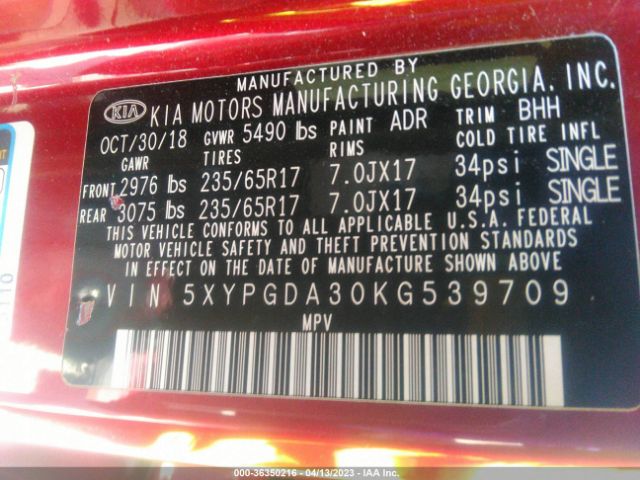 MANUFACTURED BY
KIA KIA MOTORS MANUFACTURING GEORGIA, INC.
OCT/30/18 GVWR 5490 lbs PAINT ADR TRIM BHH
GAWR TIRES RIMS COLD TIRE INFL
FRONT 2976 lbs 235/65R17 7.0JX17 34psi SINGLE
REAR 3075 lbs 235/65R17 7.0JX17 34psi SINGLE
THIS VEHICLE CONFORMS TO ALL APPLICABLE U.S.A. FEDERAL
MOTOR VEHICLE SAFETY AND THEFT PREVENTION STANDARDS
IN EFFECT ON THE DATE OF MANUFACTURE SHOWN ABOVE.
VIN 5XYPGDA30KG539709
MPV
000-36350216 - 04/13/2023 - IAA Inc.